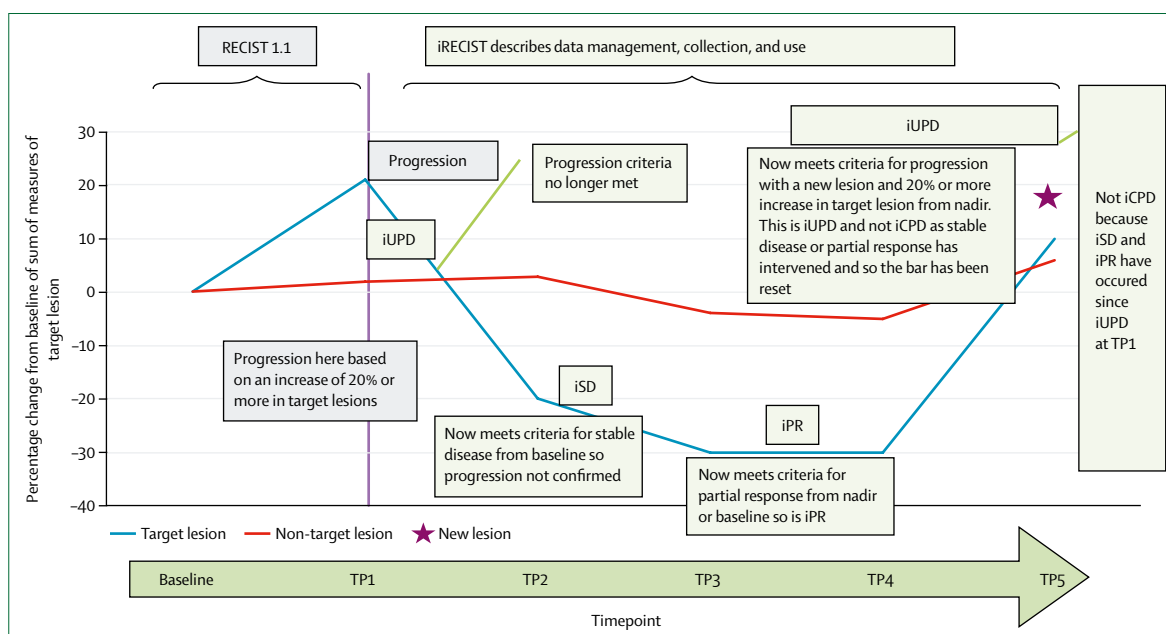 RECIST 1.1
iRECIST describes data management, collection, and use
Percentage change from baseline of sum of measures of
target lesion
30
20
10
0
−10
−20
−30
−40
Progression
iUPD
Progression criteria
no longer met
Progression here based
on an increase of 20% or
more in target lesions
iSD
Now meets criteria for stable
disease from baseline so
progression not confirmed
iPR
Now meets criteria for
partial response from nadir
or baseline so is iPR
iUPD
Now meets criteria for progression
with a new lesion and 20% or more
increase in target lesion from nadir.
This is iUPD and not iCPD as stable
disease or partial response has
intervened and so the bar has been
reset
Not iCPD
because
iSD and
iPR have
occured
since
iUPD
at TP1
Target lesion
Non-target lesion
New lesion
Baseline
TP1
TP2
TP3
TP4
TP5
Timepoint